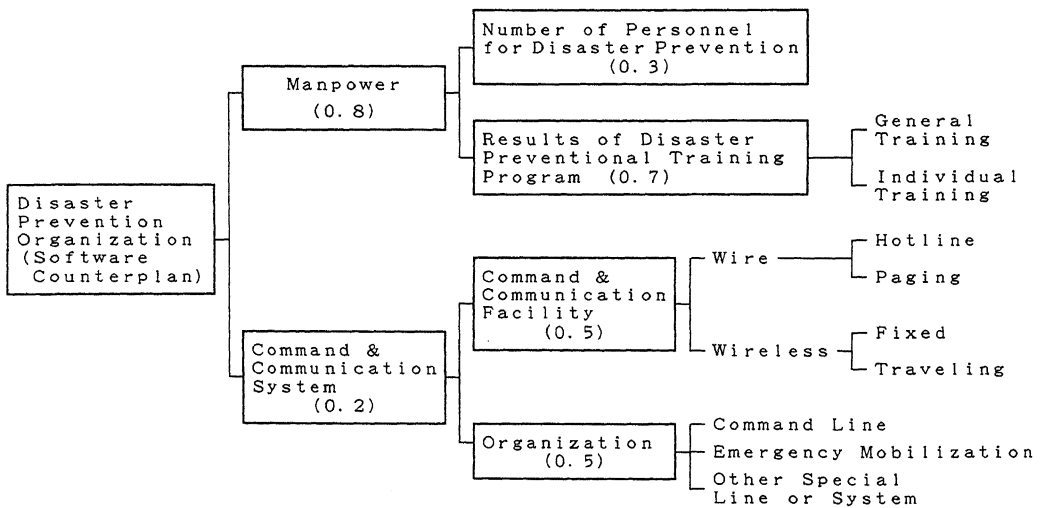 Disaster
Prevention
Organization
(Software
Counterplan)
Manpower
(0.8)
Number of Personnel
for Disaster Prevention
(0.3)
Results of Disaster
Preventional Training
Program (0.7)
General
Training
Individual
Training
Command &
Communication
System
(0.2)
Command &
Communication
Facility
(0.5)
Wire
Hotline
Paging
Wireless
Fixed
Traveling
Organization
(0.5)
Command Line
Emergency Mobilization
Other Special
Line or System